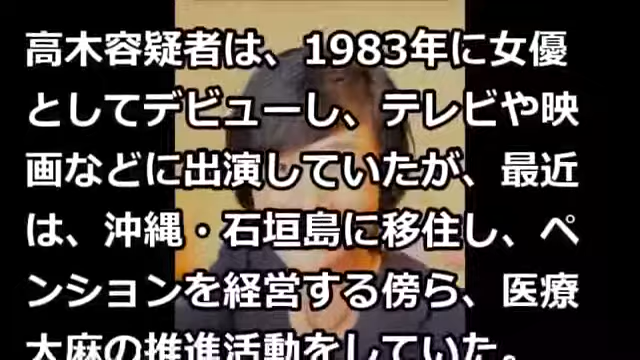 高木容疑者は、1983年に女優
としてデビューし、テレビや映
画などに出演していたが、最近
は、沖縄・石垣島に移住し、ペ
ンションを経営する傍ら、医療
大麻の推進活動をしていた。